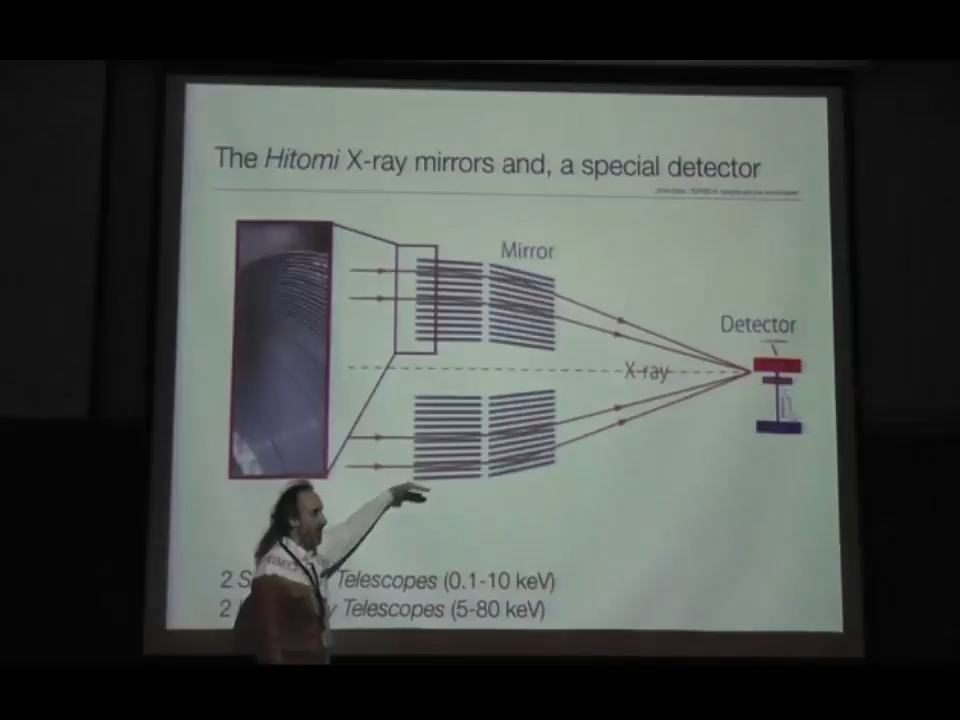 The Hitomi X-ray mirrors and, a special detector
Mirror
Detector
X-ray
2 S Telescopes (0.1-10 keV)
2 y Telescopes (5-80 keV)